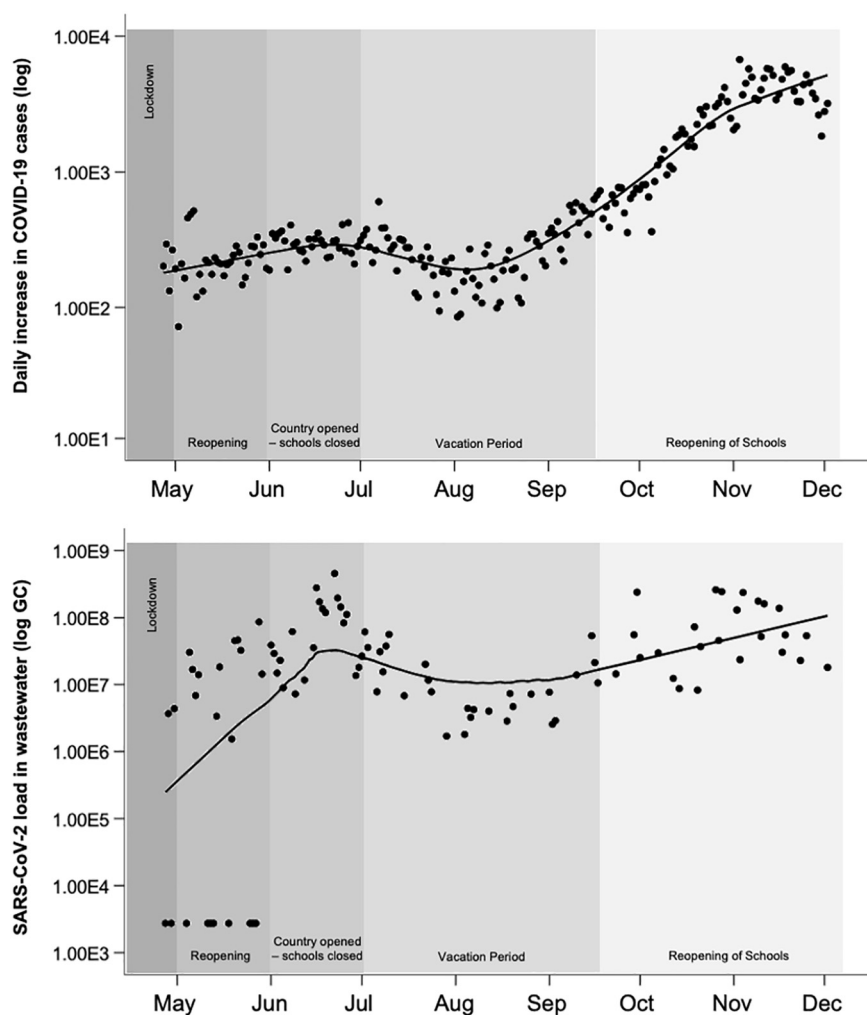 Daily increase in COVID-19 cases (log)
1.00E4
1.00E3
1.00E2
1.00E1
Lockdown
Reopening
Country opened
– schools closed
Vacation Period
Reopening of Schools
May Jun Jul Aug Sep Oct Nov Dec
SARS-CoV-2 load in wastewater (log GC)
1.00E9
1.00E8
1.00E7
1.00E6
1.00E5
1.00E4
1.00E3
Lockdown
Reopening
Country opened
– schools closed
Vacation Period
Reopening of Schools
May Jun Jul Aug Sep Oct Nov Dec